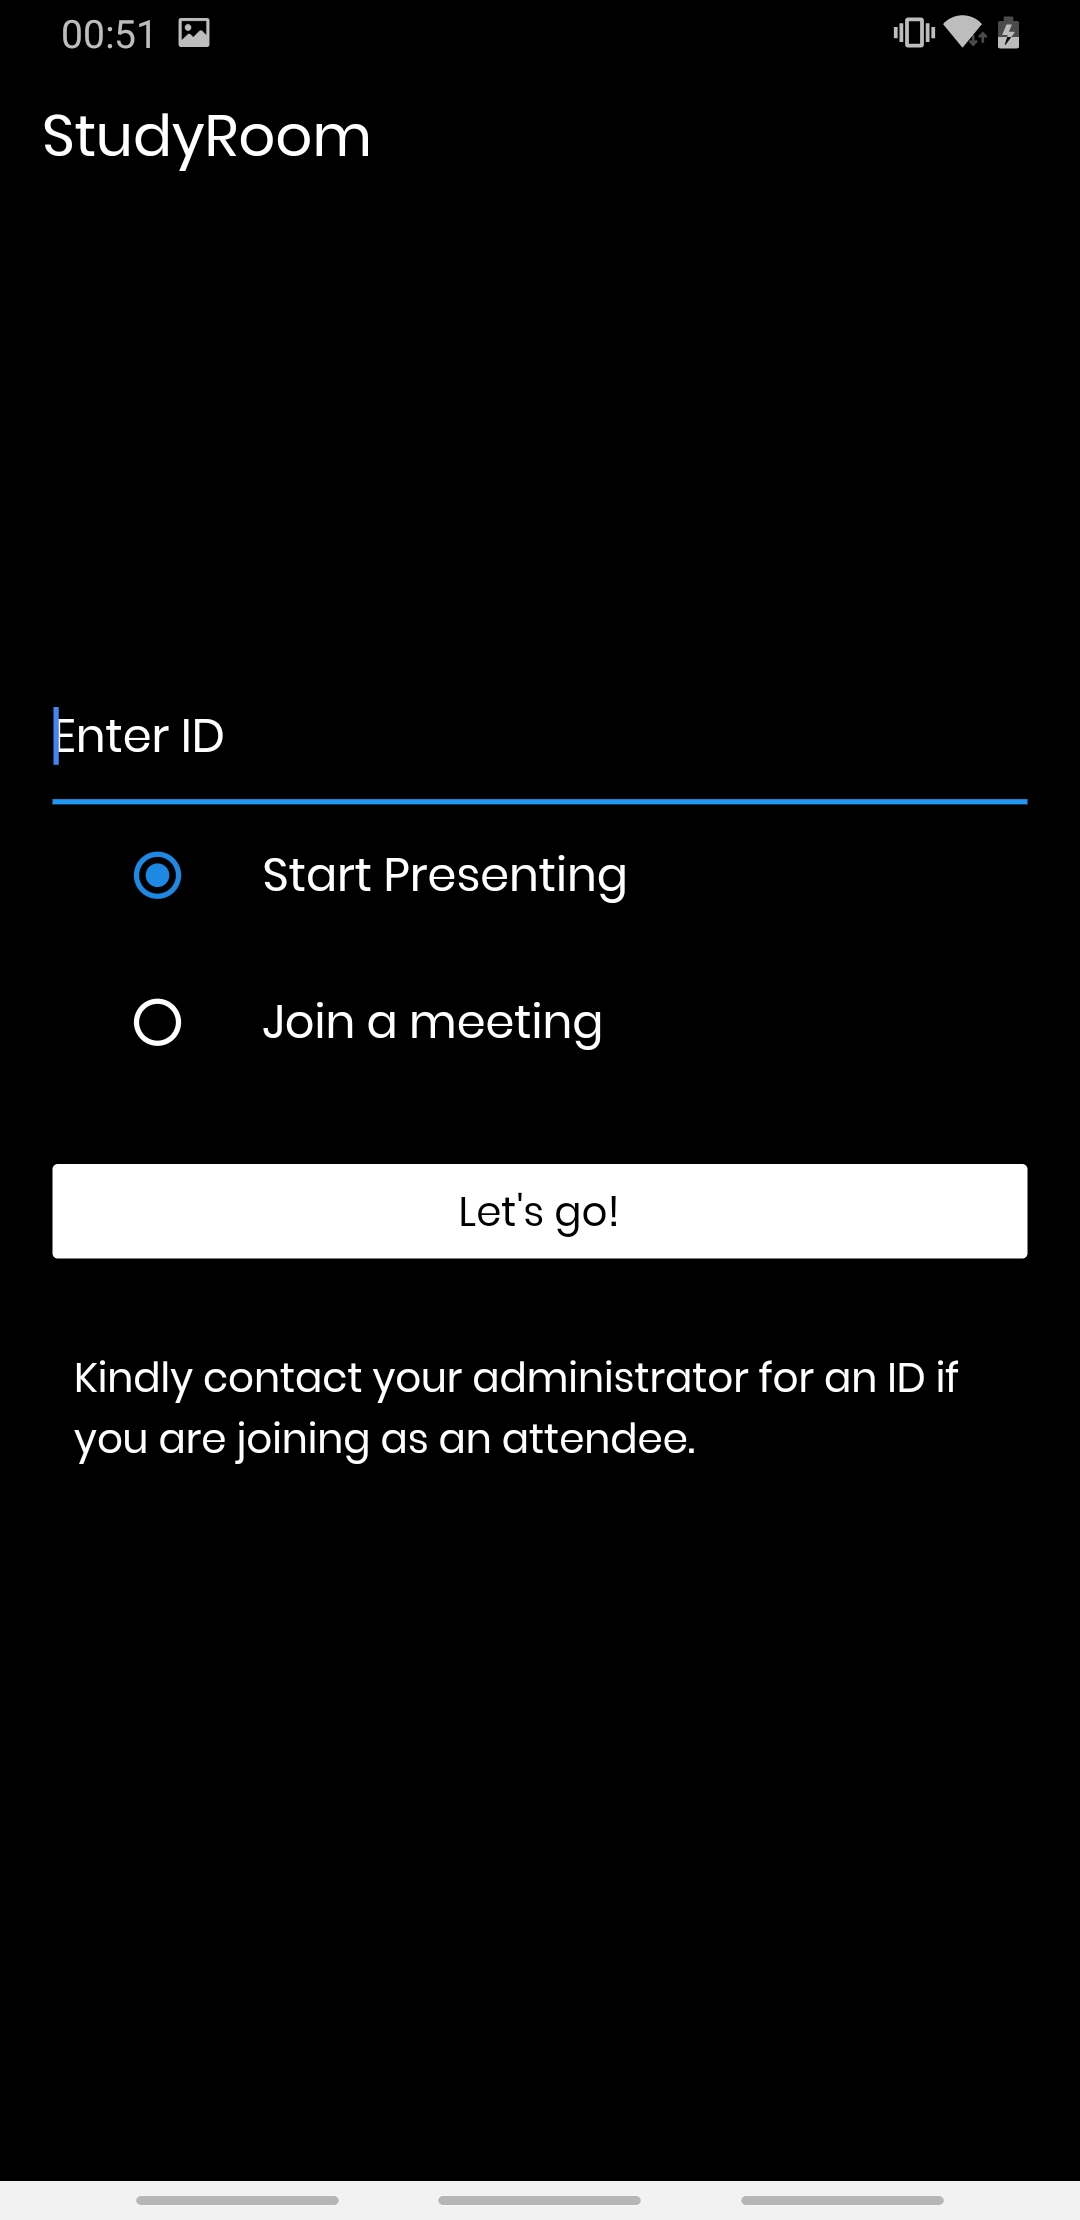 00:51
StudyRoom
Enter ID
Start Presenting
Join a meeting
Let's go!
Kindly contact your administrator for an ID if
you are joining as an attendee.